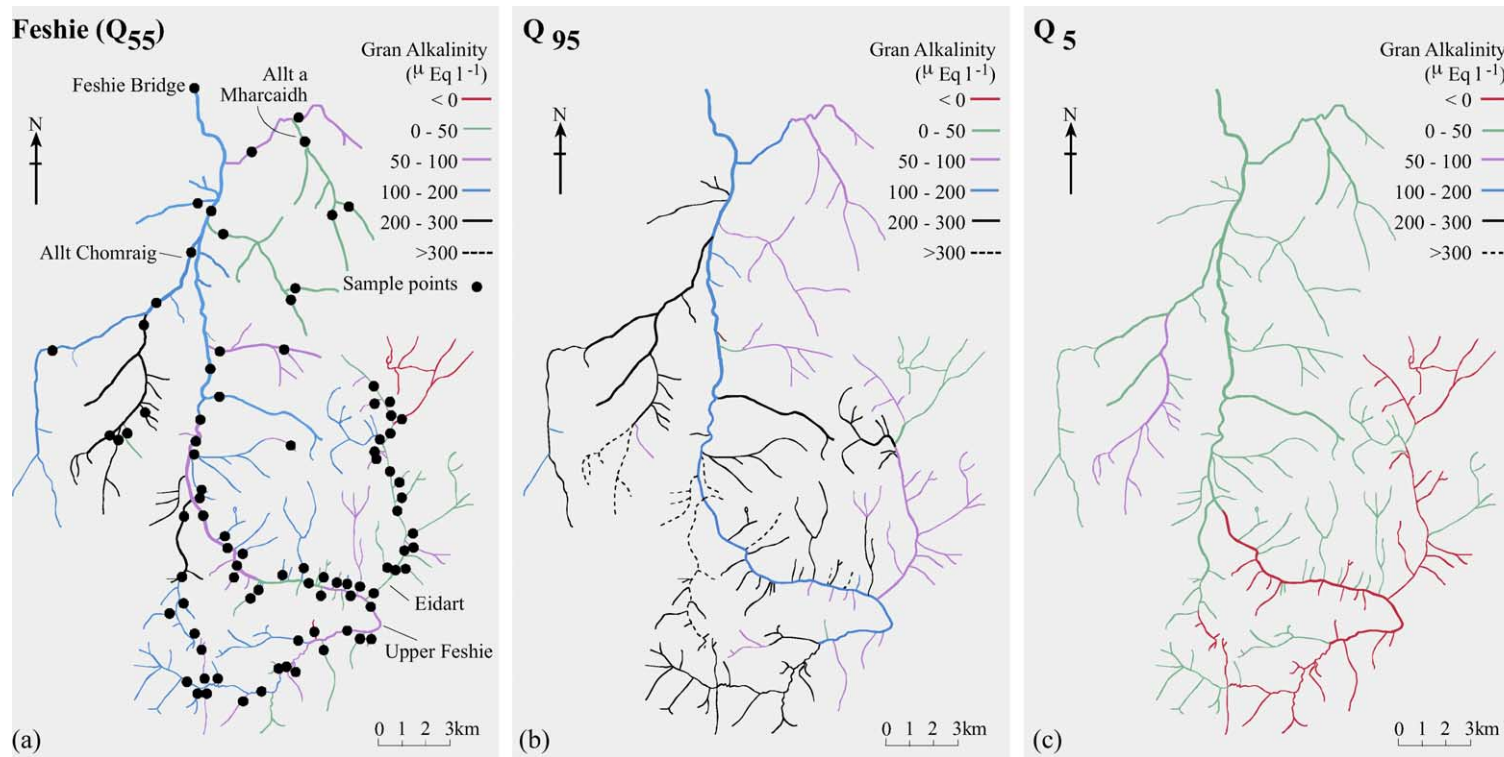 Feshie (Q55)
Gran Alkalinity
(μ Eq l-1)
< 0
0 - 50
50 - 100
100 - 200
200 - 300
>300
Sample points
Feshie Bridge
Allt a
Mharcaidh
N
Allt Chomraig
Eidart
Upper Feshie
0 1 2 3km
(a)
Q 95
Gran Alkalinity
(μ Eq l-1)
< 0
0 - 50
50 - 100
100 - 200
200 - 300
>300
N
0 1 2 3km
(b)
Q 5
Gran Alkalinity
(μ Eq l-1)
< 0
0 - 50
50 - 100
100 - 200
200 - 300
>300
N
0 1 2 3km
(c)